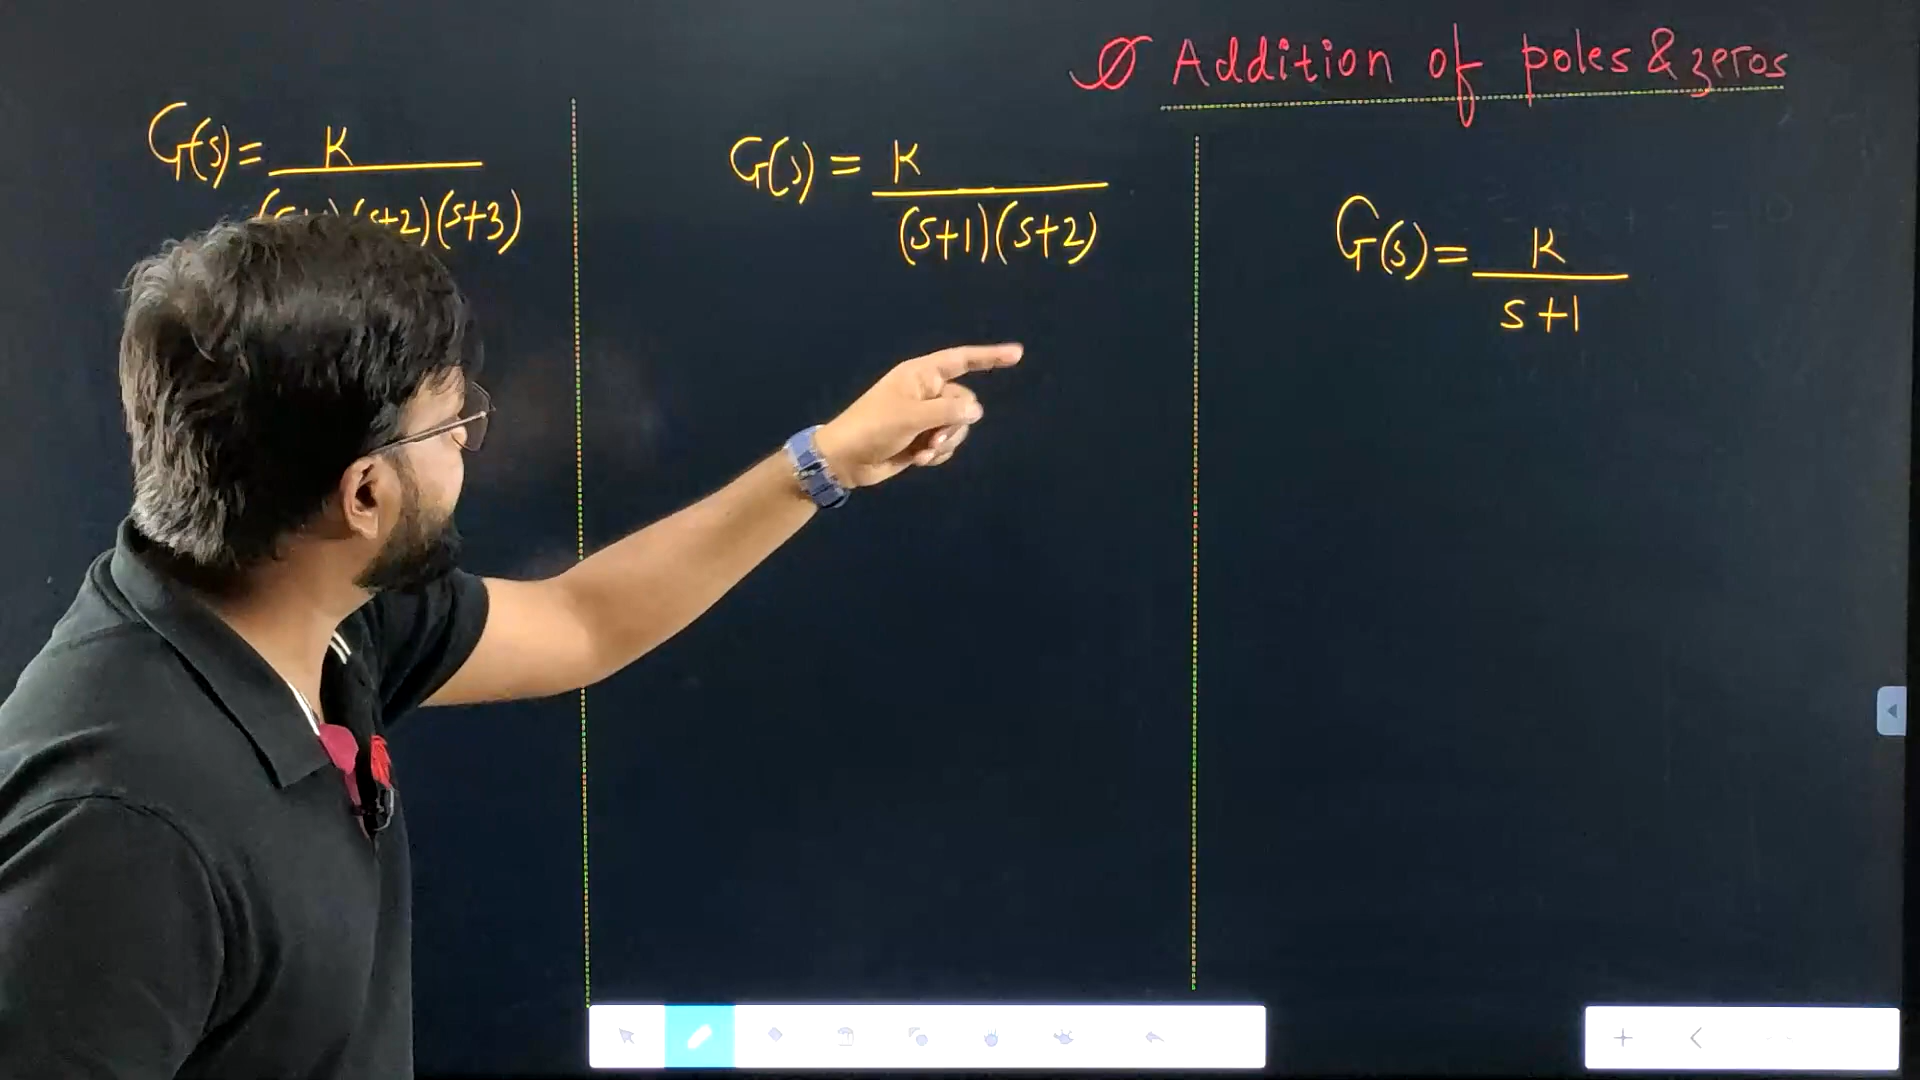 Addition of poles & zeros
G(s) = K
(s+2)(s+3)
G(s) = K
(s+1)(s+2)
G(s) = K
s+1